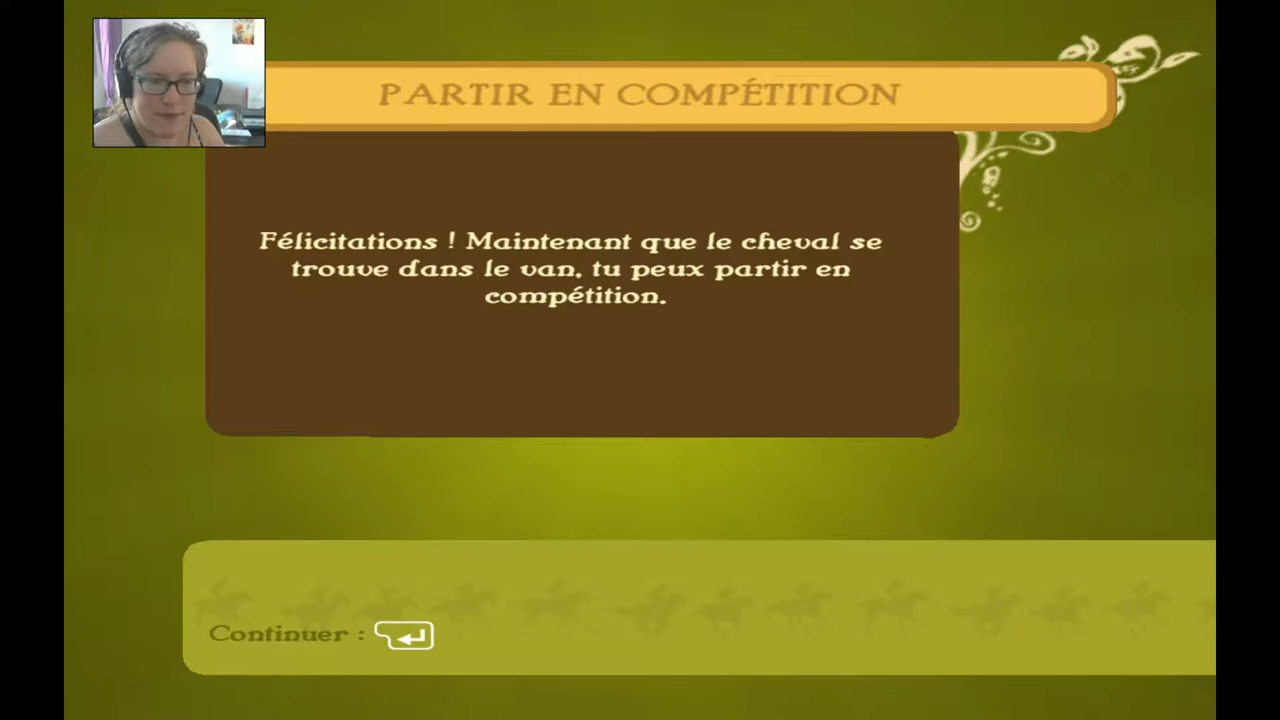 PARTIR EN COMPÉTITION
Félicitations ! Maintenant que le cheval se
trouve dans le van, tu peux partir en
compétition.
Continuer :